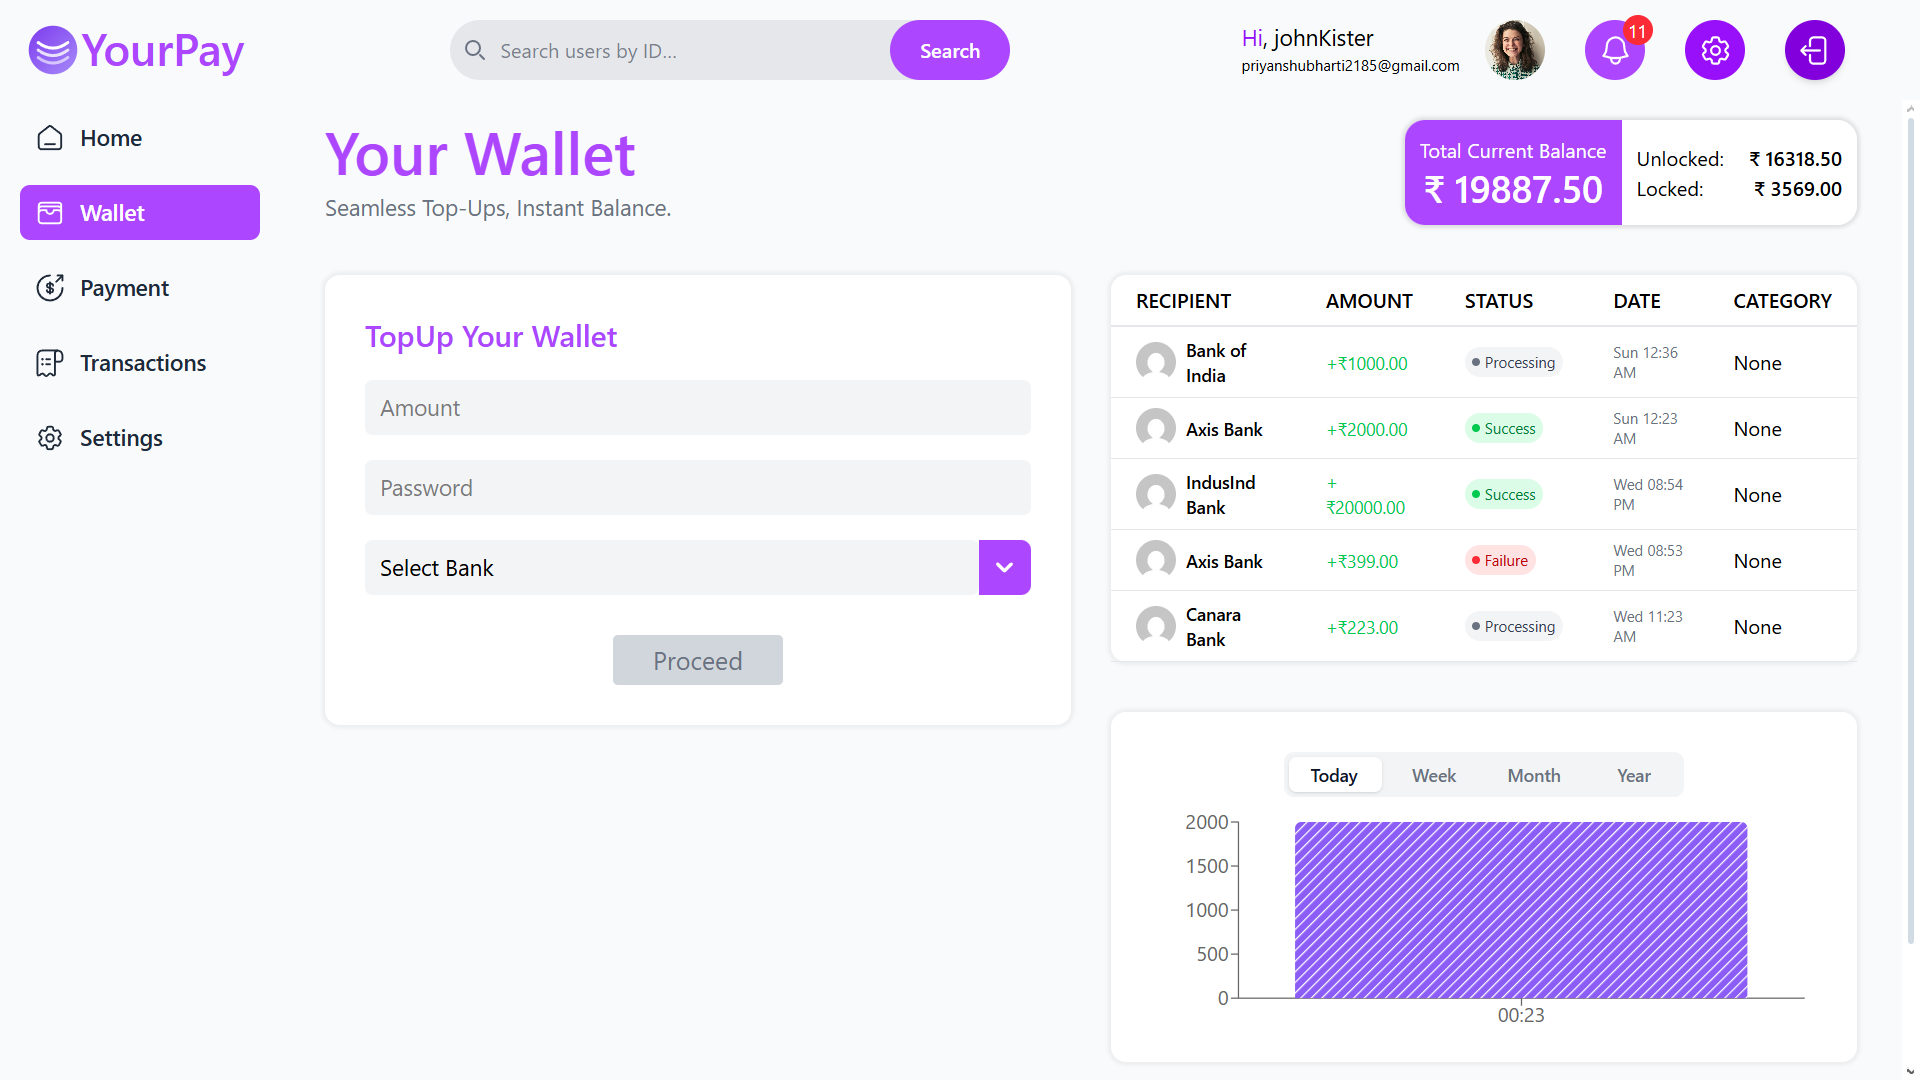 YourPay
Search users by ID...
Search
Hi, johnKister
priyanshubharti2185@gmail.com
11
Home
Wallet
Payment
Transactions
Settings
Your Wallet
Seamless Top-Ups, Instant Balance.
Total Current Balance
₹ 19887.50
Unlocked: ₹ 16318.50
Locked: ₹ 3569.00
TopUp Your Wallet
Amount
Password
Select Bank
Proceed
RECIPIENT AMOUNT STATUS DATE CATEGORY
Bank of
India
+₹1000.00
Processing
Sun 12:36
AM
None
Axis Bank
+₹2000.00
Success
Sun 12:23
AM
None
IndusInd
Bank
+
₹20000.00
Success
Wed 08:54
PM
None
Axis Bank
+₹399.00
Failure
Wed 08:53
PM
None
Canara
Bank
+₹223.00
Processing
Wed 11:23
AM
None
Today Week Month Year
2000
1500
1000
500
0
00:23